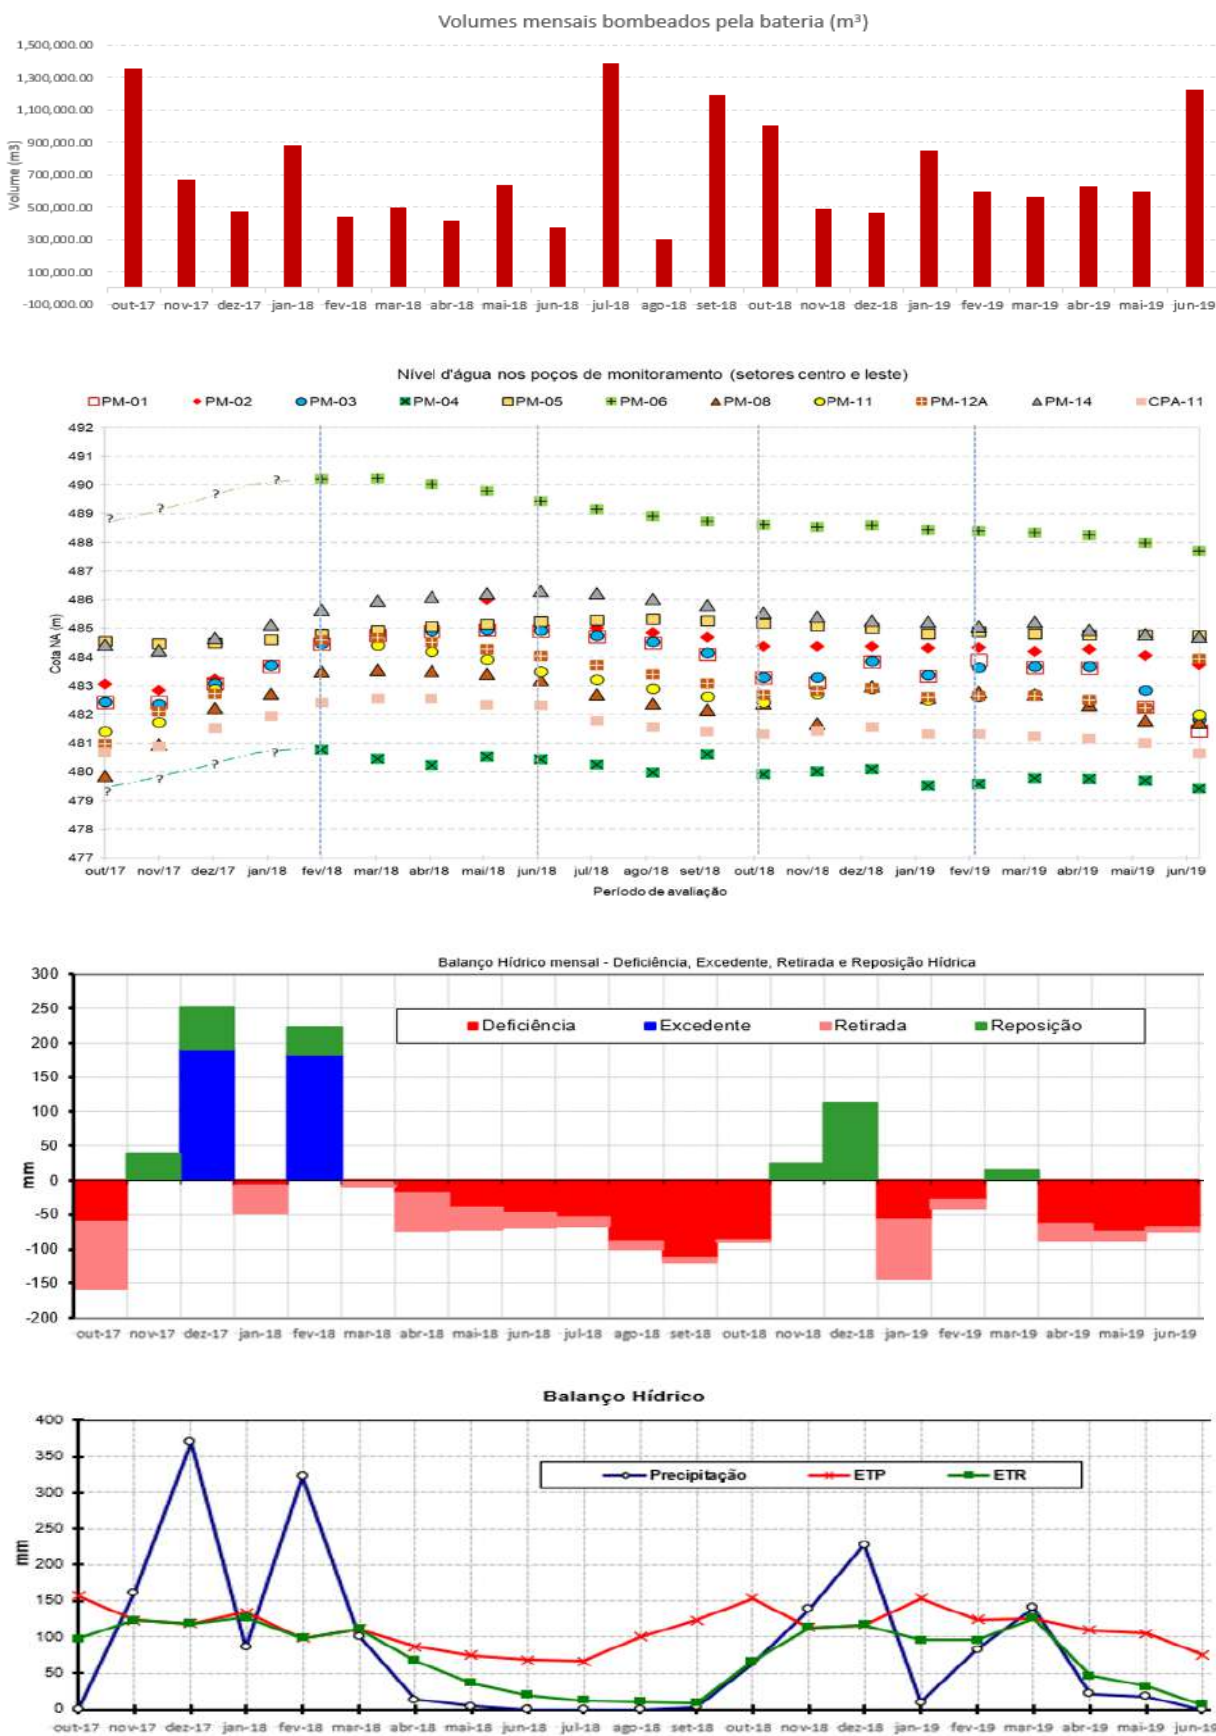 Volumes mensais bombeados pela bateria (m³)
1,500,000.00
1,300,000.00
1,100,000.00
900,000.00
700,000.00
500,000.00
300,000.00
100,000.00
-100,000.00
Volume (m3)
out-17 nov-17 dez-17 jan-18 fev-18 mar-18 abr-18 mai-18 jun-18 jul-18 ago-18 set-18 out-18 nov-18 dez-18 jan-19 fev-19 mar-19 abr-19 mai-19 jun-19
Nível d'água nos poços de monitoramento (setores centro e leste)
PM-01 PM-02 PM-03 PM-04 PM-05 PM-06 PM-08 PM-11 PM-12A PM-14 CPA-11
492
491
490
489
488
487
486
485
484
483
482
481
480
479
478
477
Cota NA (m)
? ? ? ?
? ? ? ?
out/17 nov/17 dez/17 jan/18 fev/18 mar/18 abr/18 mai/18 jun/18 jul/18 ago/18 set/18 out/18 nov/18 dez/18 jan/19 fev/19 mar/19 abr/19 mai/19 jun/19
Período de avaliação
Balanço Hídrico mensal - Deficiência, Excedente, Retirada e Reposição Hídrica
Deficiência Excedente Retirada Reposição
300
250
200
150
100
50
0
-50
-100
-150
-200
mm
out-17 nov-17 dez-17 jan-18 fev-18 mar-18 abr-18 mai-18 jun-18 jul-18 ago-18 set-18 out-18 nov-18 dez-18 jan-19 fev-19 mar-19 abr-19 mai-19 jun-19
Balanço Hídrico
Precipitação ETP ETR
400
350
300
250
200
150
100
50
0
mm
out-17 nov-17 dez-17 jan-18 fev-18 mar-18 abr-18 mai-18 jun-18 jul-18 ago-18 set-18 out-18 nov-18 dez-18 jan-19 fev-19 mar-19 abr-19 mai-19 jun-19